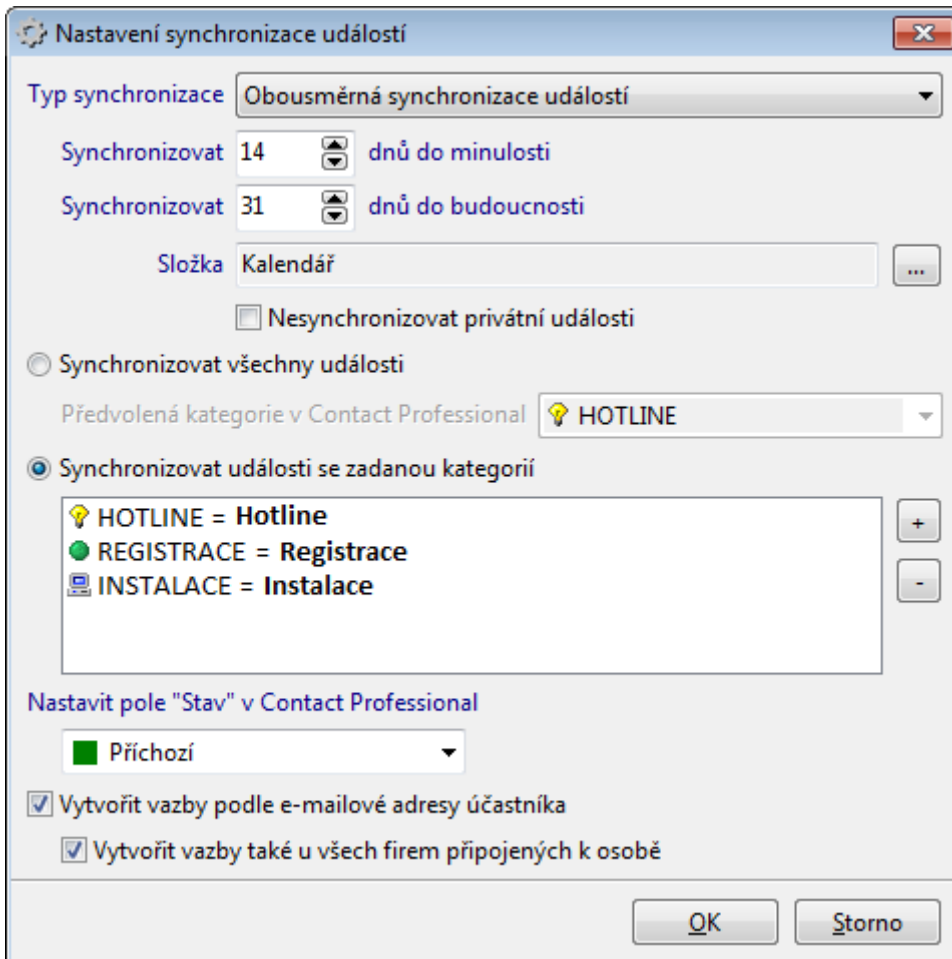 Nastavení synchronizace událostí
Typ synchronizace Obousměrná synchronizace událostí
Synchronizovat 14 dnů do minulosti
Synchronizovat 31 dnů do budoucnosti
Složka Kalendář ...
Nesynchronizovat privátní události
Synchronizovat všechny události
Předvolená kategorie v Contact Professional HOTLINE
Synchronizovat události se zadanou kategorií
HOTLINE = Hotline +
REGISTRACE = Registrace
INSTALACE = Instalace -
Nastavit pole "Stav" v Contact Professional
Příchozí
Vytvořit vazby podle e-mailové adresy účastníka
Vytvořit vazby také u všech firem připojených k osobě
OK Storno